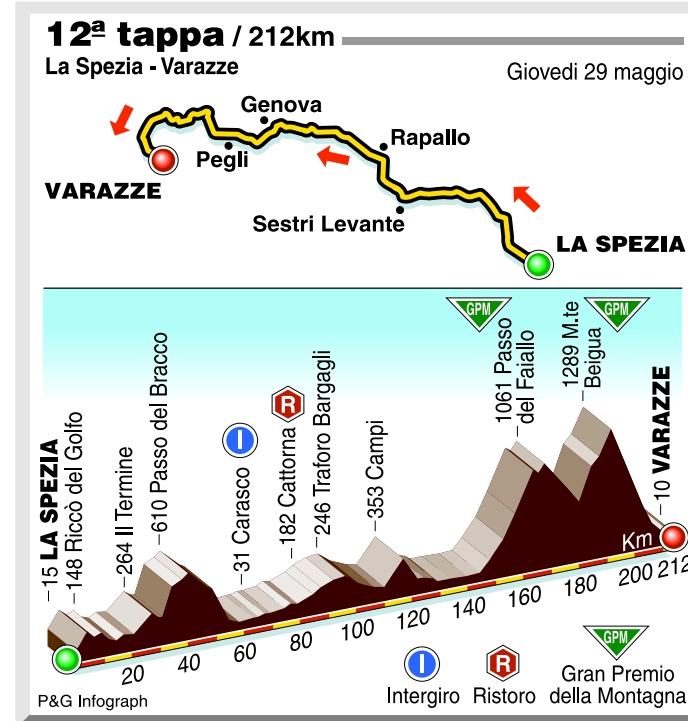 12ª tappa / 212km
La Spezia - Varazze
Giovedi 29 maggio
Genova
Rapallo
Pegli
VARAZZE
Sestri Levante
LA SPEZIA
GPM
GPM
15 LA SPEZIA
148 Riccò del Golfo
264 Il Termine
610 Passo del Bracco
I
31 Carasco
R
182 Cattorna
246 Traforo Bargagli
353 Campi
1061 Passo
del Faiallo
1289 M.te
Beigua
10 VARAZZE
Km
20 40 60 80 100 120 140 160 180 200 212
I
Intergiro
R
Ristoro
GPM
Gran Premio
della Montagna
P&G Infograph